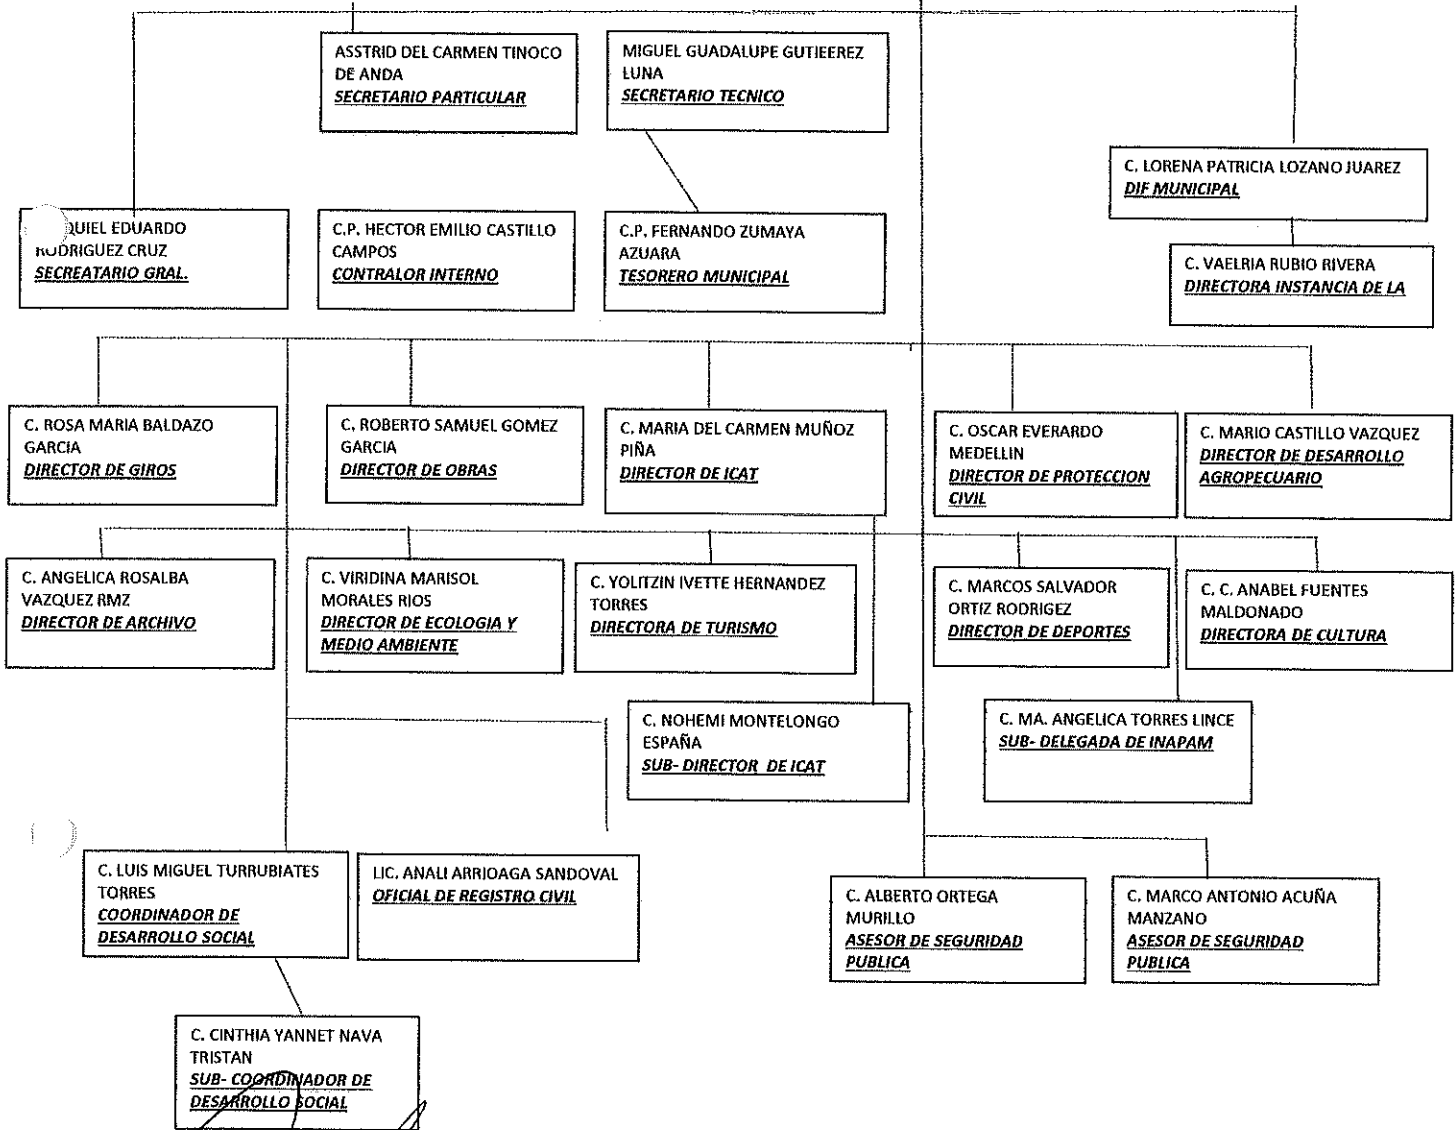 ASSTRID DEL CARMEN TINOCO
DE ANDA
SECRETARIO PARTICULAR
MIGUEL GUADALUPE GUTIEEREZ
LUNA
SECRETARIO TECNICO
C. LORENA PATRICIA LOZANO JUAREZ
DIF MUNICIPAL
QUIEL EDUARDO
RODRIGUEZ CRUZ
SECREATARIO GRAL.
C.P. HECTOR EMILIO CASTILLO
CAMPOS
CONTRALOR INTERNO
C.P. FERNANDO ZUMAYA
AZUARA
TESORERO MUNICIPAL
C. VAELRIA RUBIO RIVERA
DIRECTORA INSTANCIA DE LA
C. ROSA MARIA BALDAZO
GARCIA
DIRECTOR DE GIROS
C. ROBERTO SAMUEL GOMEZ
GARCIA
DIRECTOR DE OBRAS
C. MARIA DEL CARMEN MUÑOZ
PIÑA
DIRECTOR DE ICAT
C. OSCAR EVERARDO
MEDELLIN
DIRECTOR DE PROTECCION
CIVIL
C. MARIO CASTILLO VAZQUEZ
DIRECTOR DE DESARROLLO
AGROPECUARIO
C. ANGELICA ROSALBA
VAZQUEZ RMZ
DIRECTOR DE ARCHIVO
C. VIRIDINA MARISOL
MORALES RIOS
DIRECTOR DE ECOLOGIA Y
MEDIO AMBIENTE
C. YOLITZIN IVETTE HERNANDEZ
TORRES
DIRECTORA DE TURISMO
C. MARCOS SALVADOR
ORTIZ RODRIGEZ
DIRECTOR DE DEPORTES
C. C. ANABEL FUENTES
MALDONADO
DIRECTORA DE CULTURA
C. NOHEMI MONTELONGO
ESPAÑA
SUB- DIRECTOR DE ICAT
C. MA. ANGELICA TORRES LINCE
SUB- DELEGADA DE INAPAM
C. LUIS MIGUEL TURRUBIATES
TORRES
COORDINADOR DE
DESARROLLO SOCIAL
LIC. ANALI ARRIOAGA SANDOVAL
OFICIAL DE REGISTRO CIVIL
C. ALBERTO ORTEGA
MURILLO
ASESOR DE SEGURIDAD
PUBLICA
C. MARCO ANTONIO ACUÑA
MANZANO
ASESOR DE SEGURIDAD
PUBLICA
C. CINTHIA YANNET NAVA
TRISTAN
SUB- COORDINADOR DE
DESARROLLO SOCIAL